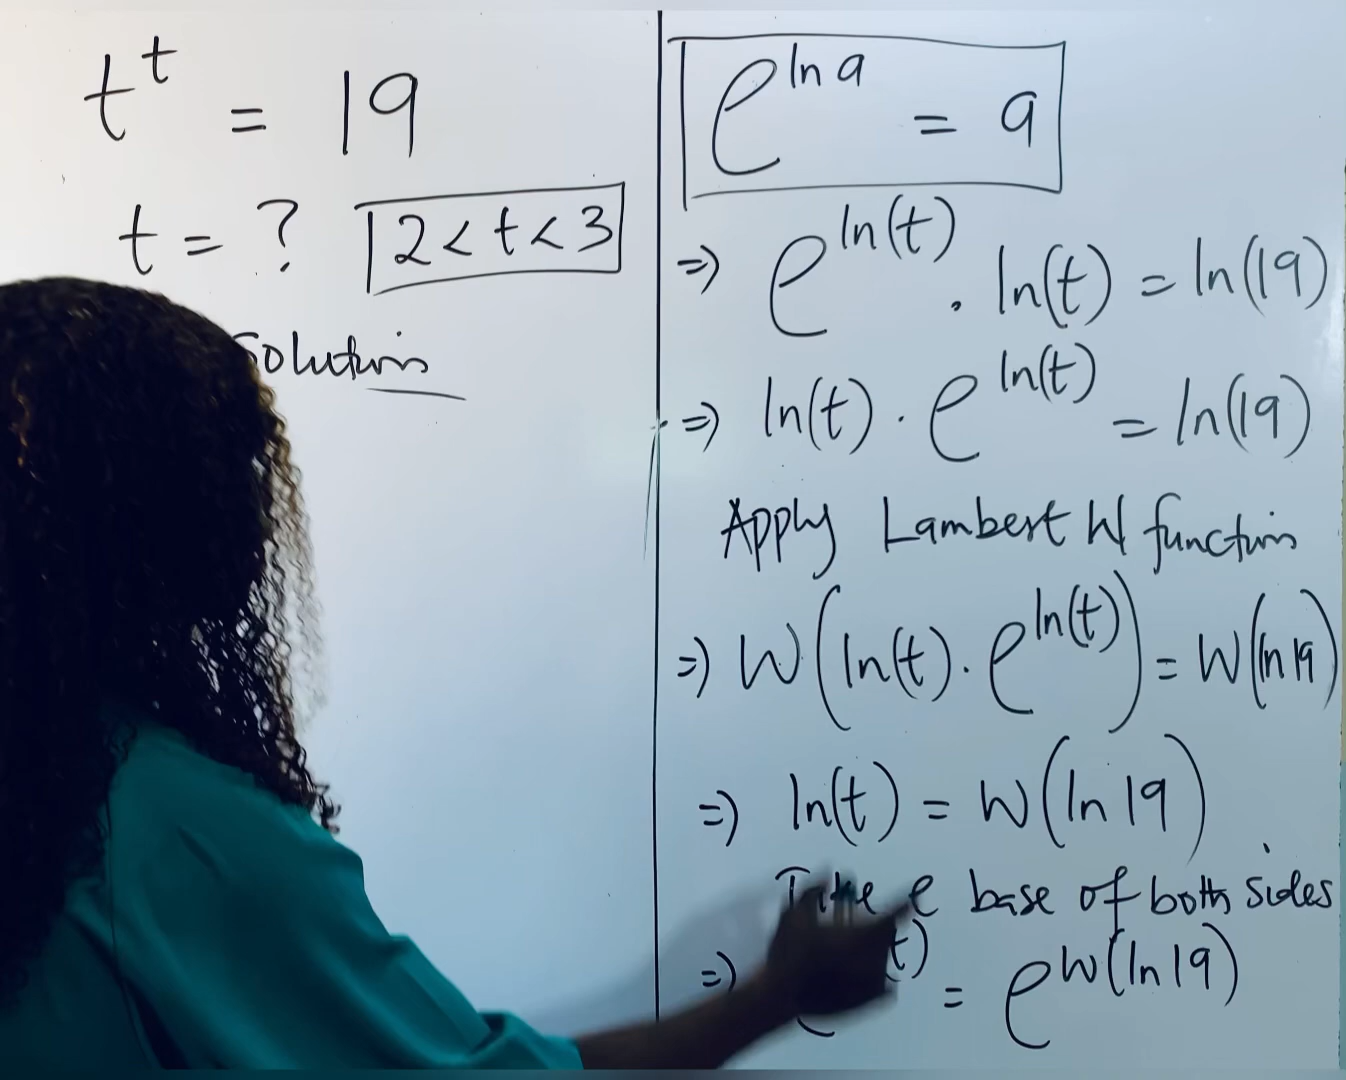 t^t = 19
t = ? 2 < t < 3
Solution
e^{ln a} = a
=> e^{ln(t)} . ln(t) = ln(19)
=> ln(t) . e^{ln(t)} = ln(19)
Apply Lambert W function
=> W(ln(t) . e^{ln(t)}) = W(ln 19)
=> ln(t) = W(ln 19)
Take e base of both sides
=> t) = e^{W(ln 19)}